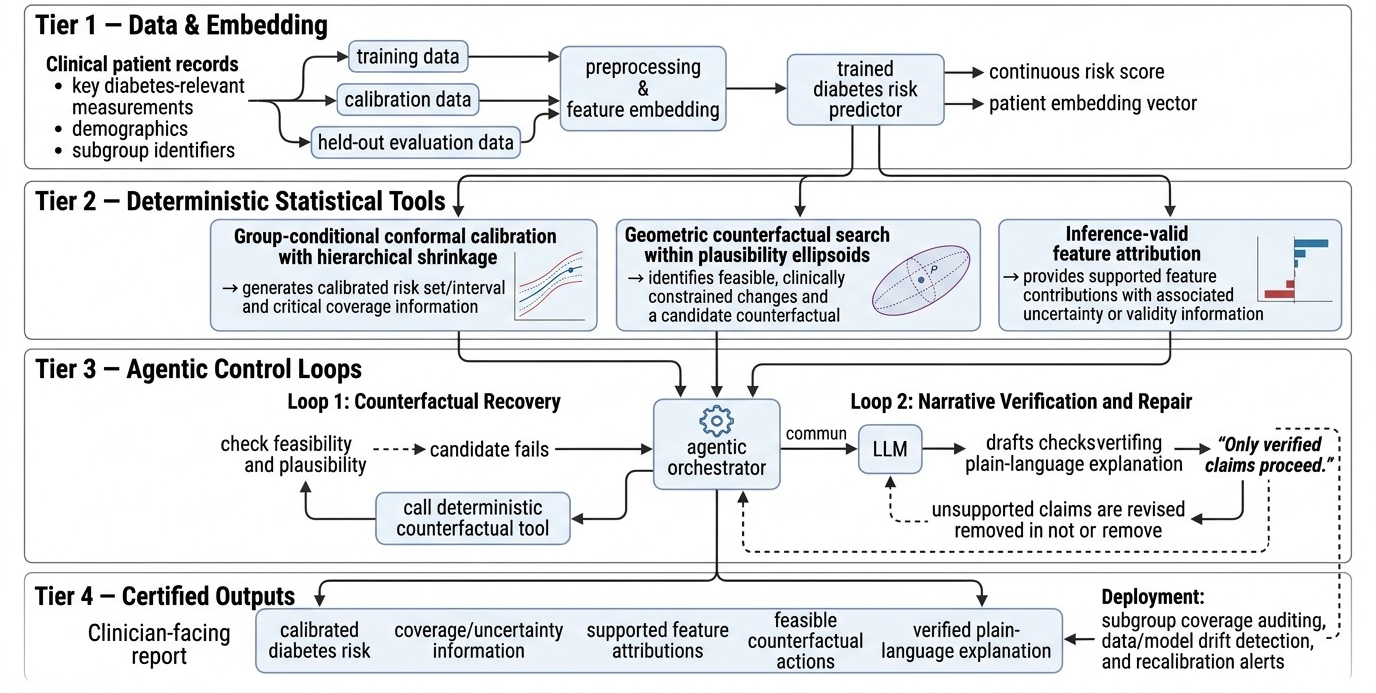 Tier 1 — Data & Embedding
Clinical patient records
• key diabetes-relevant
measurements
• demographics
• subgroup identifiers
training data
calibration data
held-out evaluation data
preprocessing
&
feature embedding
trained
diabetes risk
predictor
continuous risk score
patient embedding vector
Tier 2 — Deterministic Statistical Tools
Group-conditional conformal calibration
with hierarchical shrinkage
→ generates calibrated risk set/interval
and critical coverage information
Geometric counterfactual search
within plausibility ellipsoids
→ identifies feasible, clinically
constrained changes and
a candidate counterfactual
P
Inference-valid
feature attribution
→ provides supported feature
contributions with associated
uncertainty or validity information
Tier 3 — Agentic Control Loops
Loop 1: Counterfactual Recovery
check feasibility
and plausibility
candidate fails
call deterministic
counterfactual tool
agentic
orchestrator
Loop 2: Narrative Verification and Repair
commun
LLM
drafts checksvertifing
plain-language explanation
“Only verified
claims proceed.”
unsupported claims are revised
removed in not or remove
Tier 4 — Certified Outputs
Clinician-facing
report
calibrated
diabetes risk
coverage/uncertainty
information
supported feature
attributions
feasible
counterfactual
actions
verified plain-
language explanation
Deployment:
subgroup coverage auditing,
data/model drift detection,
and recalibration alerts